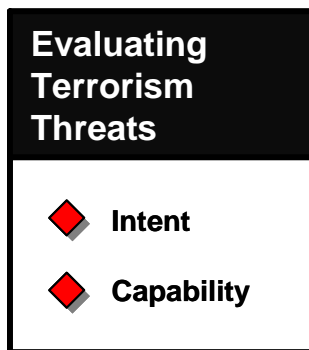 Evaluating
Terrorism
Threats
Intent
Capability